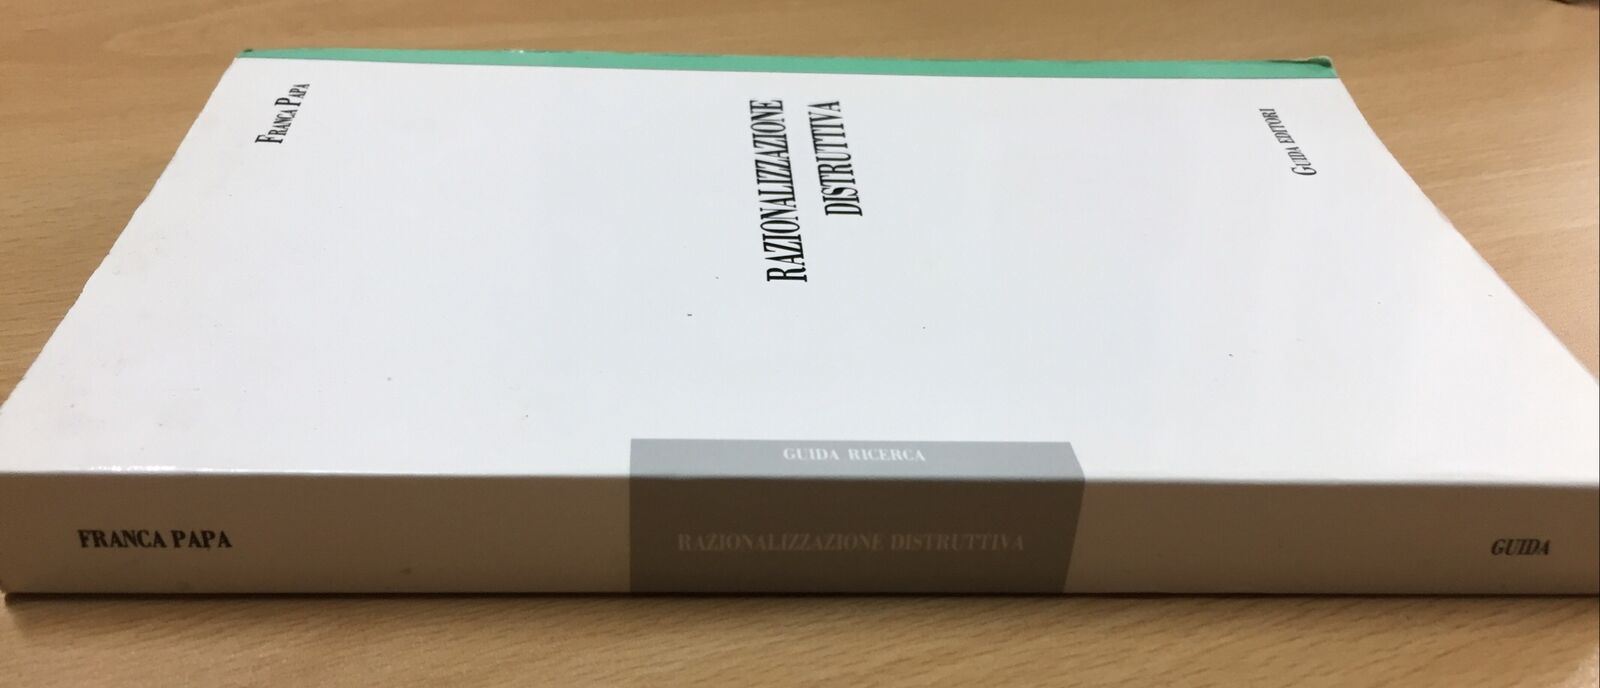 FRANCA PAPA
RAZIONALIZZAZIONE
DISTRUTTIVA
GUIDA EDITORI
GUIDA RICERCA
FRANCA PAPA
RAZIONALIZZAZIONE DISTRUTTIVA
GUIDA